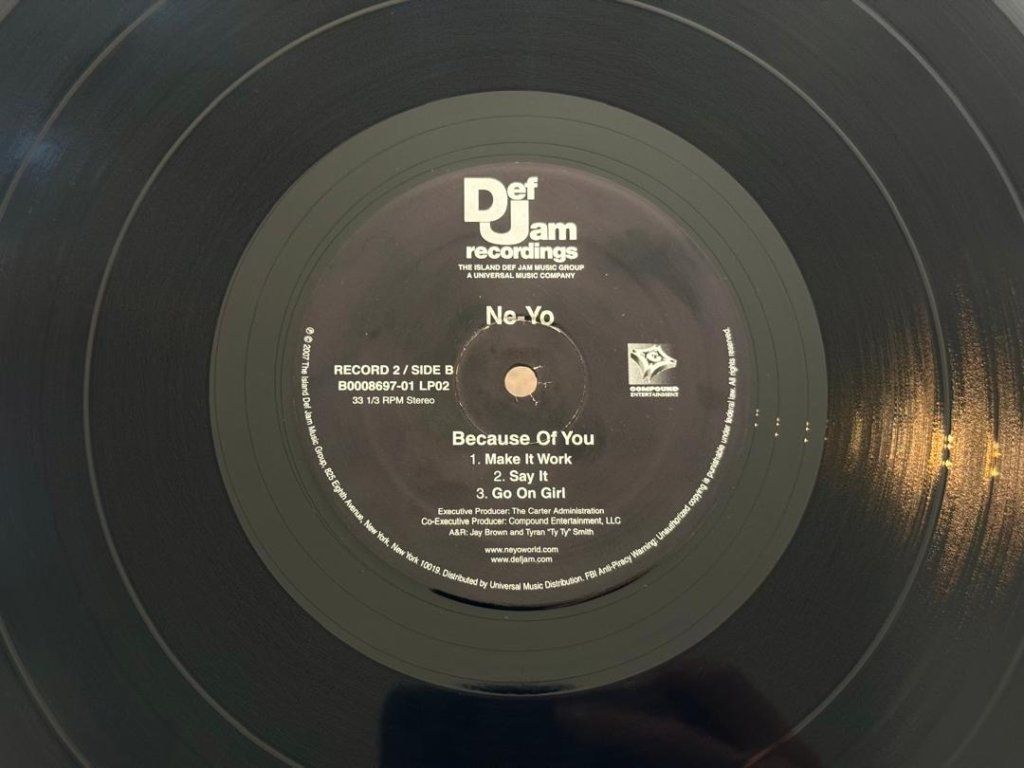 Def
Jam
recordings
THE ISLAND DEF JAM MUSIC GROUP
A UNIVERSAL MUSIC COMPANY
Ne-Yo
RECORD 2 / SIDE B
B0008697-01 LP02
33 1/3 RPM Stereo
COMPOUND
ENTERTAINMENT
Because Of You
1. Make It Work
2. Say It
3. Go On Girl
Executive Producer: The Carter Administration
Co-Executive Producer: Compound Entertainment, LLC
A&R: Jay Brown and Tyran "Ty Ty" Smith
www.neyoworld.com
www.defjam.com
℗ © 2007 The Island Def Jam Music Group, 825 Eighth Avenue, New York, New York 10019. Distributed by Universal Music Distribution. FBI Anti-Piracy Warning: Unauthorized copying is punishable under federal law. All rights reserved.